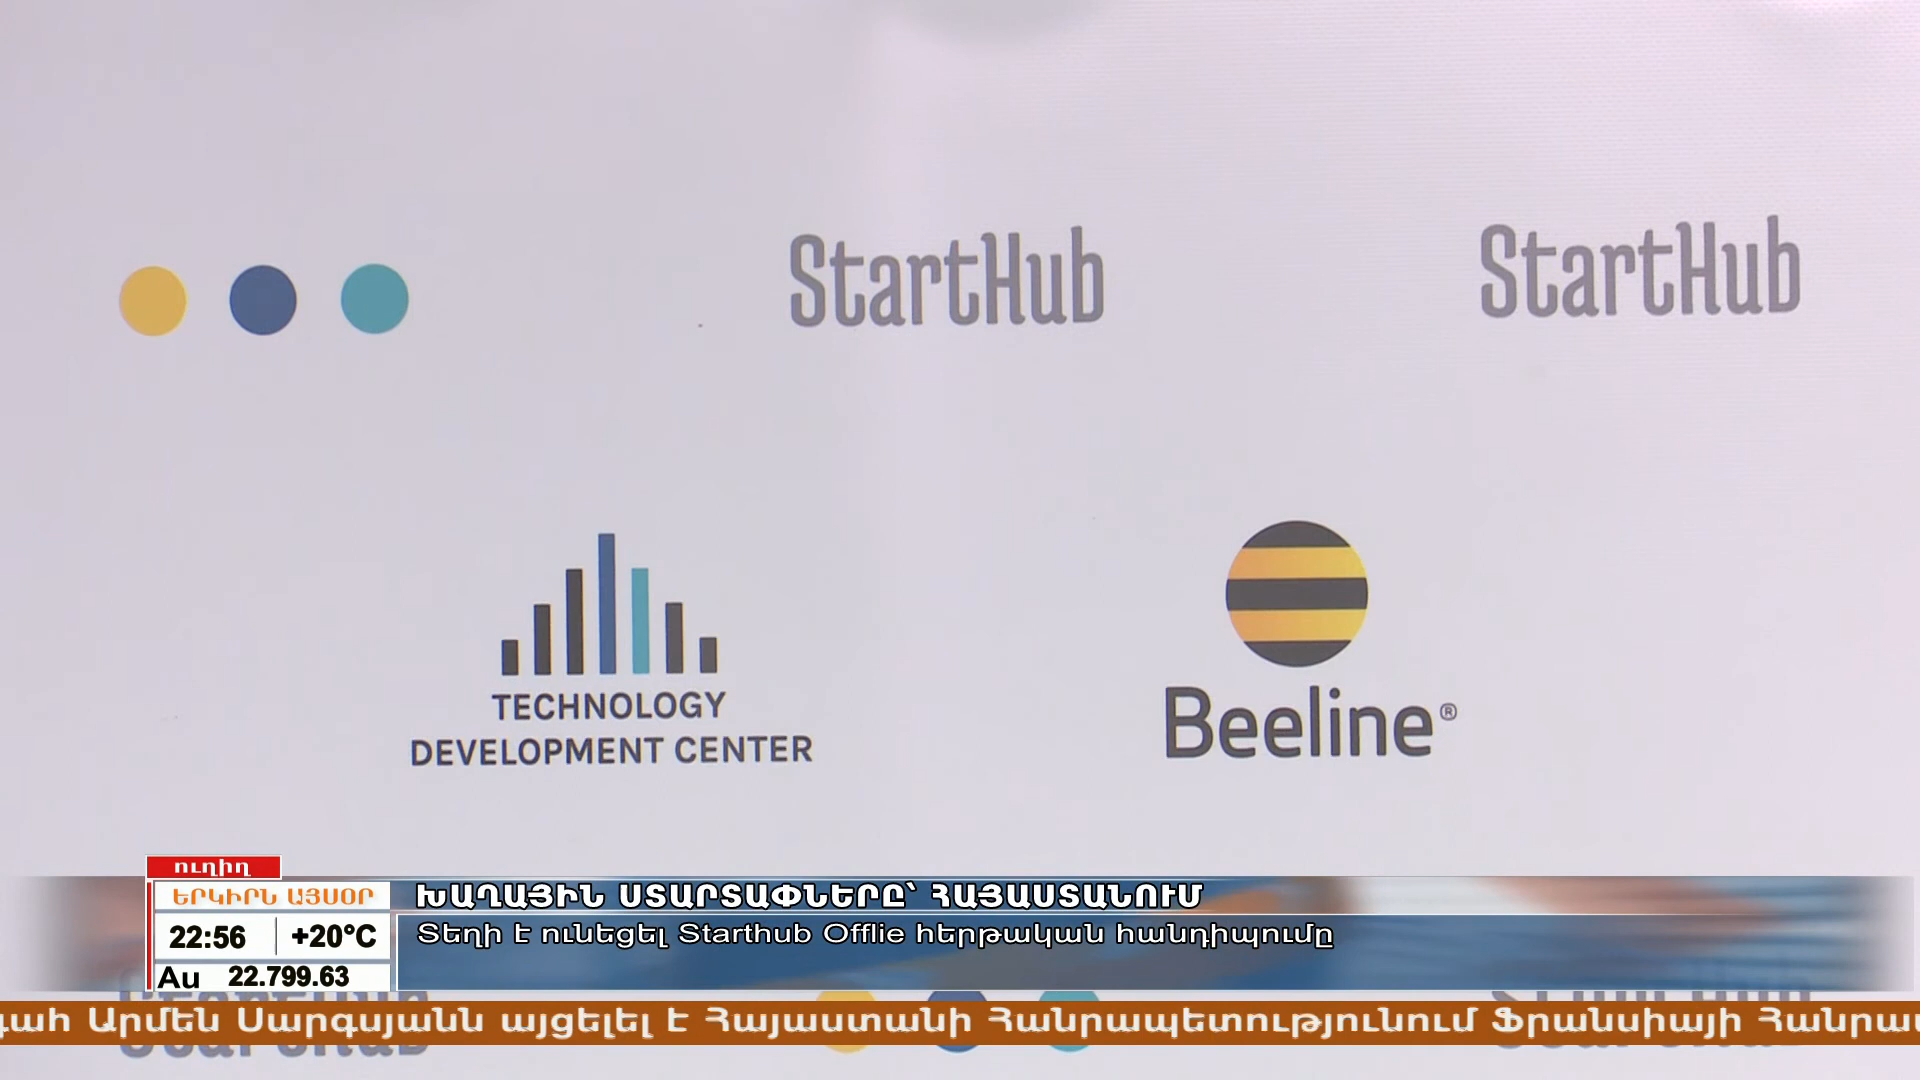 StartHub
StartHub
TECHNOLOGY
DEVELOPMENT CENTER
Beeline®
ուղիղ
ԵՐԿԻՐՆ ԱՅՍՕՐ
ԽԱՂԱՅԻՆ ՍՏԱՐՏԱՓՆԵՐԸ՝ ՀԱՅԱՍՏԱՆՈՒՄ
22:56 +20°C
Տեղի է ունեցել Starthub Offlie հերթական հանդիպումը
Au 22.799.63
Արմեն Սարգսյանն այցելել է Հայաստանի Հանրապետությունում Ֆրանսիայի